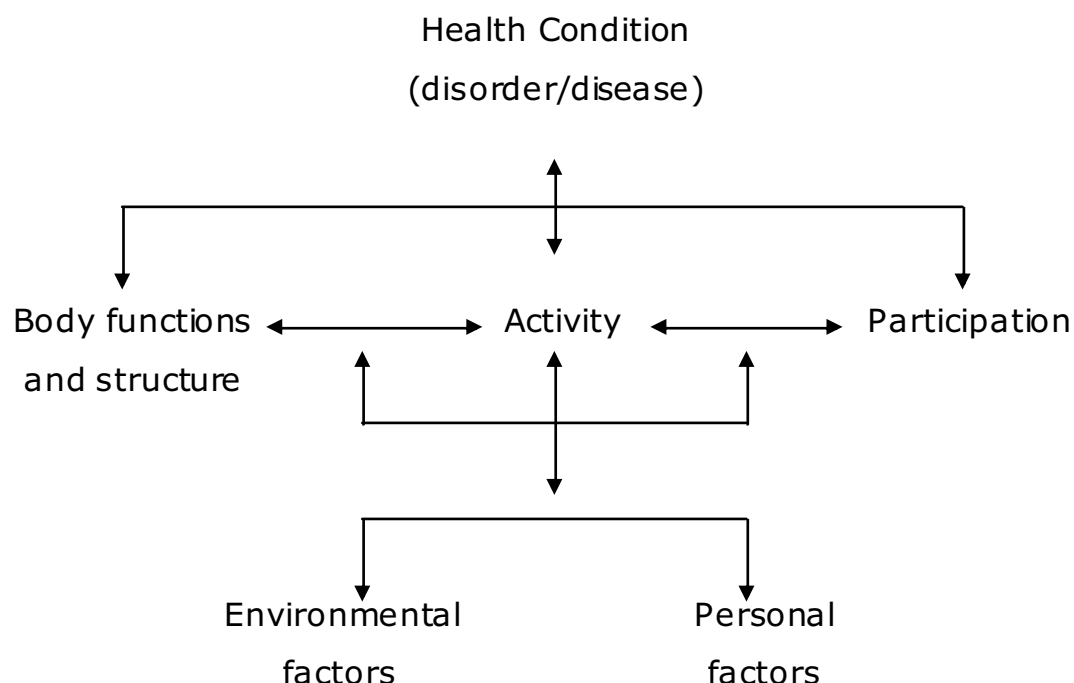 Health Condition
(disorder/disease)
Body functions
and structure
Activity
Participation
Environmental
factors
Personal
factors